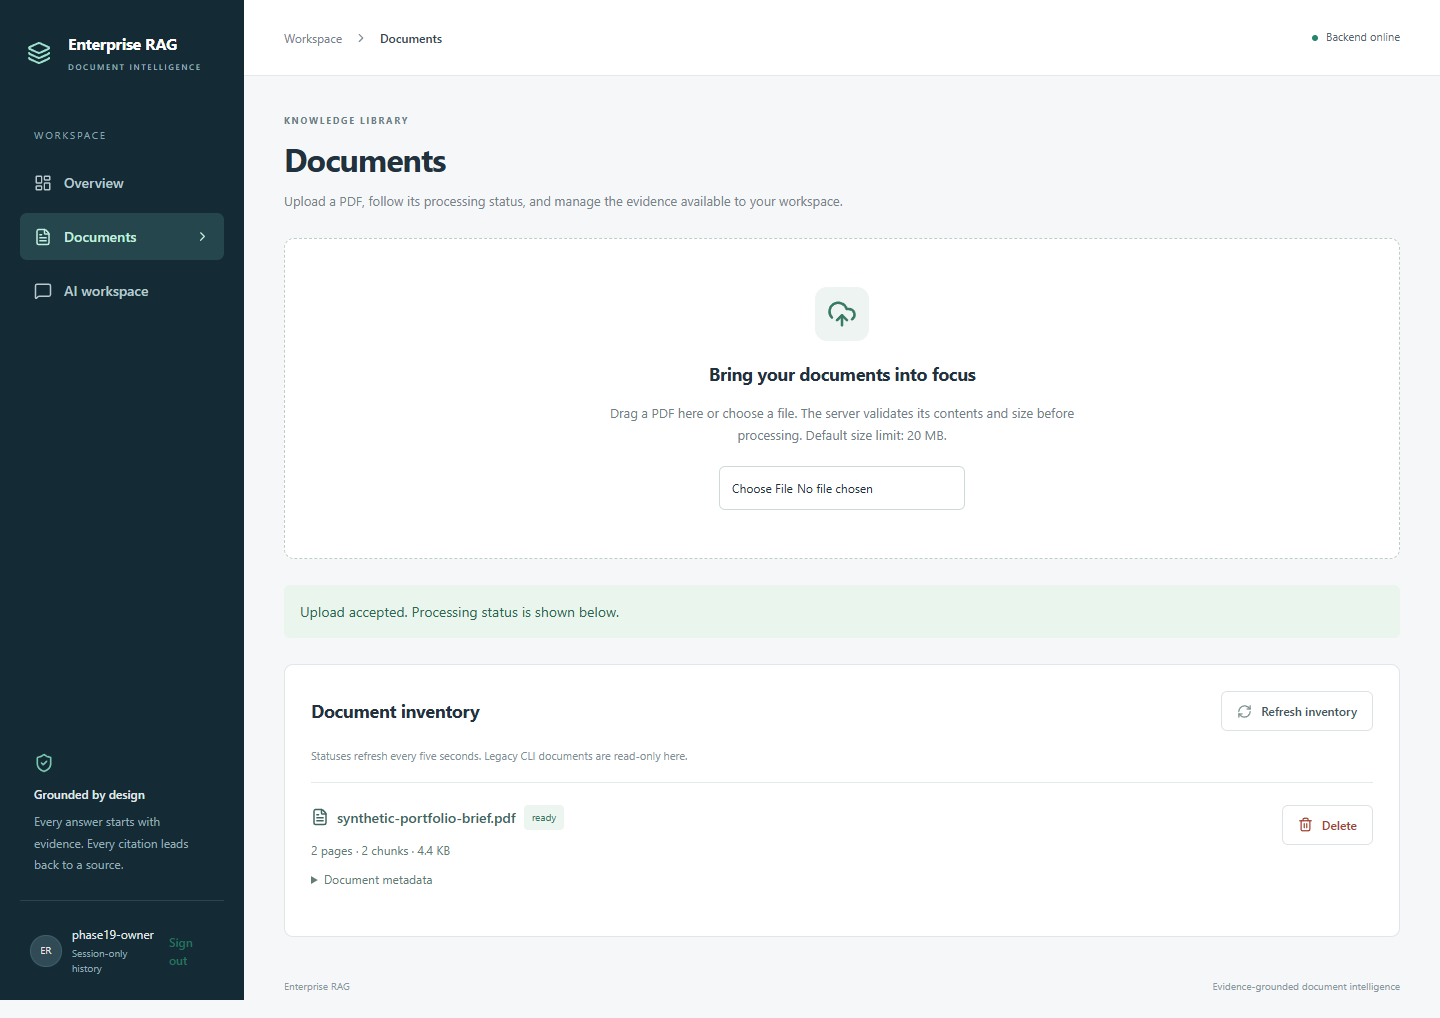 Enterprise RAG
DOCUMENT INTELLIGENCE
WORKSPACE
Overview
Documents
AI workspace
Grounded by design
Every answer starts with
evidence. Every citation leads
back to a source.
ER
phase19-owner
Session-only
history
Sign
out
Workspace
Documents
Backend online
KNOWLEDGE LIBRARY
Documents
Upload a PDF, follow its processing status, and manage the evidence available to your workspace.
Bring your documents into focus
Drag a PDF here or choose a file. The server validates its contents and size before
processing. Default size limit: 20 MB.
Choose File No file chosen
Upload accepted. Processing status is shown below.
Document inventory
Refresh inventory
Statuses refresh every five seconds. Legacy CLI documents are read-only here.
synthetic-portfolio-brief.pdf ready
Delete
2 pages · 2 chunks · 4.4 KB
Document metadata
Enterprise RAG
Evidence-grounded document intelligence